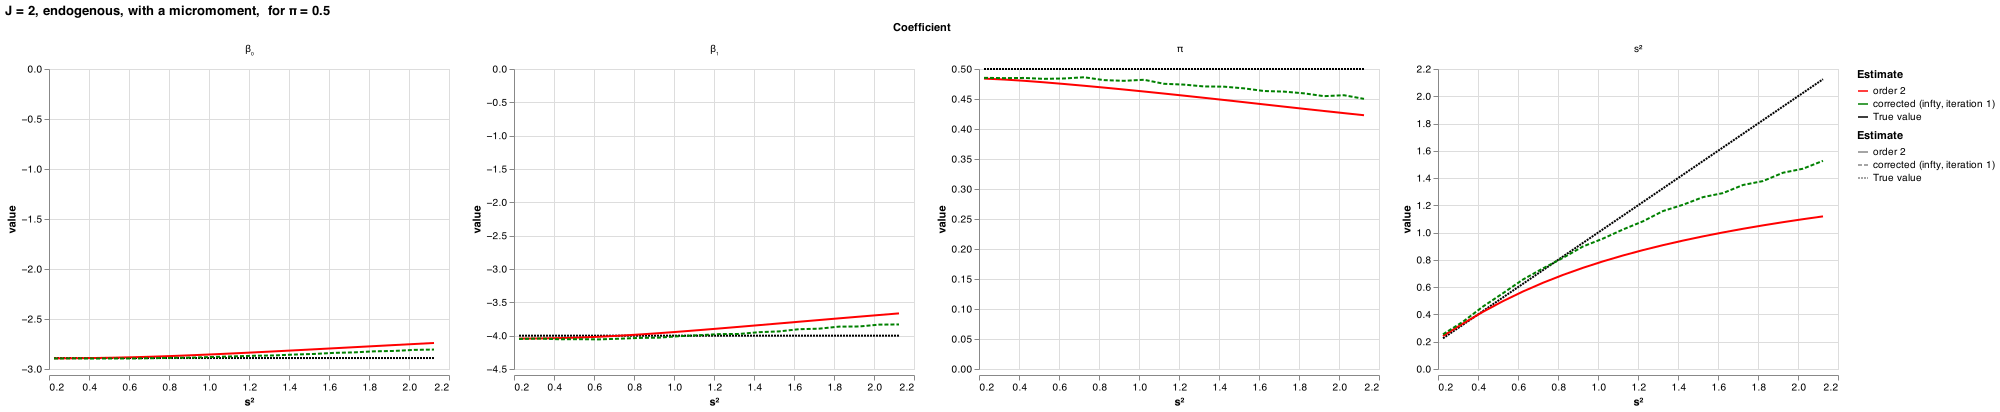 J = 2, endogenous, with a micromoment,  for π = 0.5
Coefficient
β₀
β₁
π
s²
0.0
−0.5
−1.0
−1.5
−2.0
−2.5
−3.0
value
0.2 0.4 0.6 0.8 1.0 1.2 1.4 1.6 1.8 2.0 2.2
s²
0.0
−0.5
−1.0
−1.5
−2.0
−2.5
−3.0
−3.5
−4.0
−4.5
value
0.2 0.4 0.6 0.8 1.0 1.2 1.4 1.6 1.8 2.0 2.2
s²
0.50
0.45
0.40
0.35
0.30
0.25
0.20
0.15
0.10
0.05
0.00
value
0.2 0.4 0.6 0.8 1.0 1.2 1.4 1.6 1.8 2.0 2.2
s²
2.2
2.0
1.8
1.6
1.4
1.2
1.0
0.8
0.6
0.4
0.2
0.0
value
0.2 0.4 0.6 0.8 1.0 1.2 1.4 1.6 1.8 2.0 2.2
s²
Estimate
order 2
corrected (infty, iteration 1)
True value
Estimate
order 2
corrected (infty, iteration 1)
True value